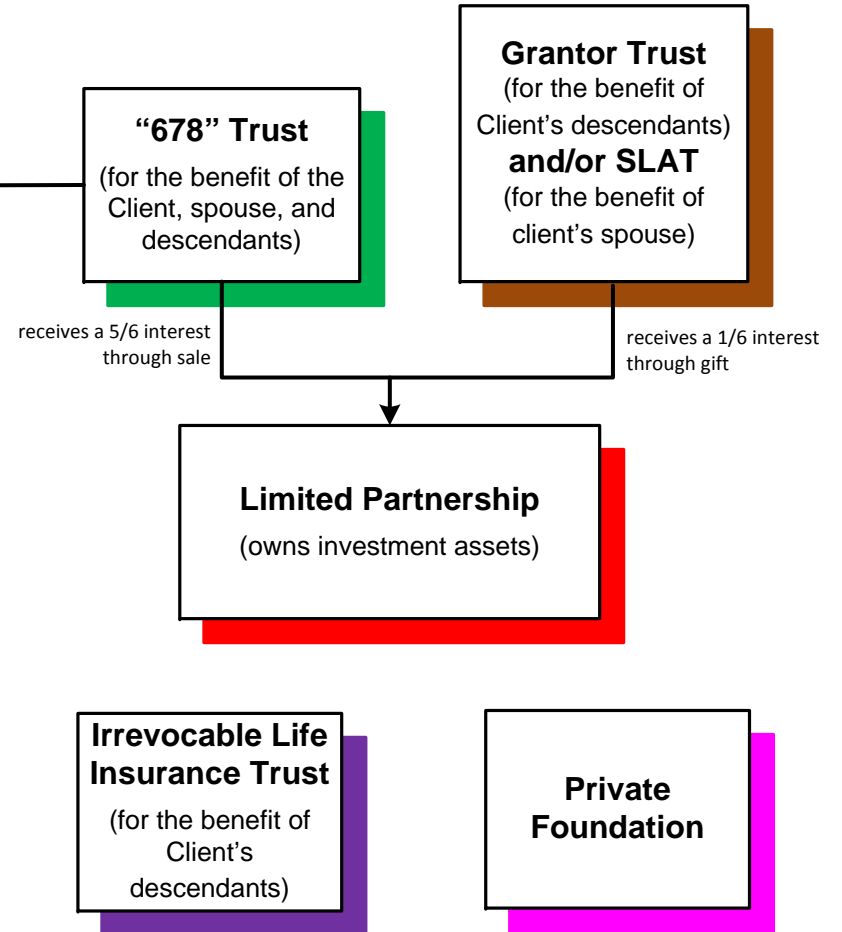 “678” Trust
(for the benefit of the
Client, spouse, and
descendants)
Grantor Trust
(for the benefit of
Client’s descendants)
and/or SLAT
(for the benefit of
client’s spouse)
receives a 5/6 interest
through sale
receives a 1/6 interest
through gift
Limited Partnership
(owns investment assets)
Irrevocable Life
Insurance Trust
(for the benefit of
Client’s
descendants)
Private
Foundation